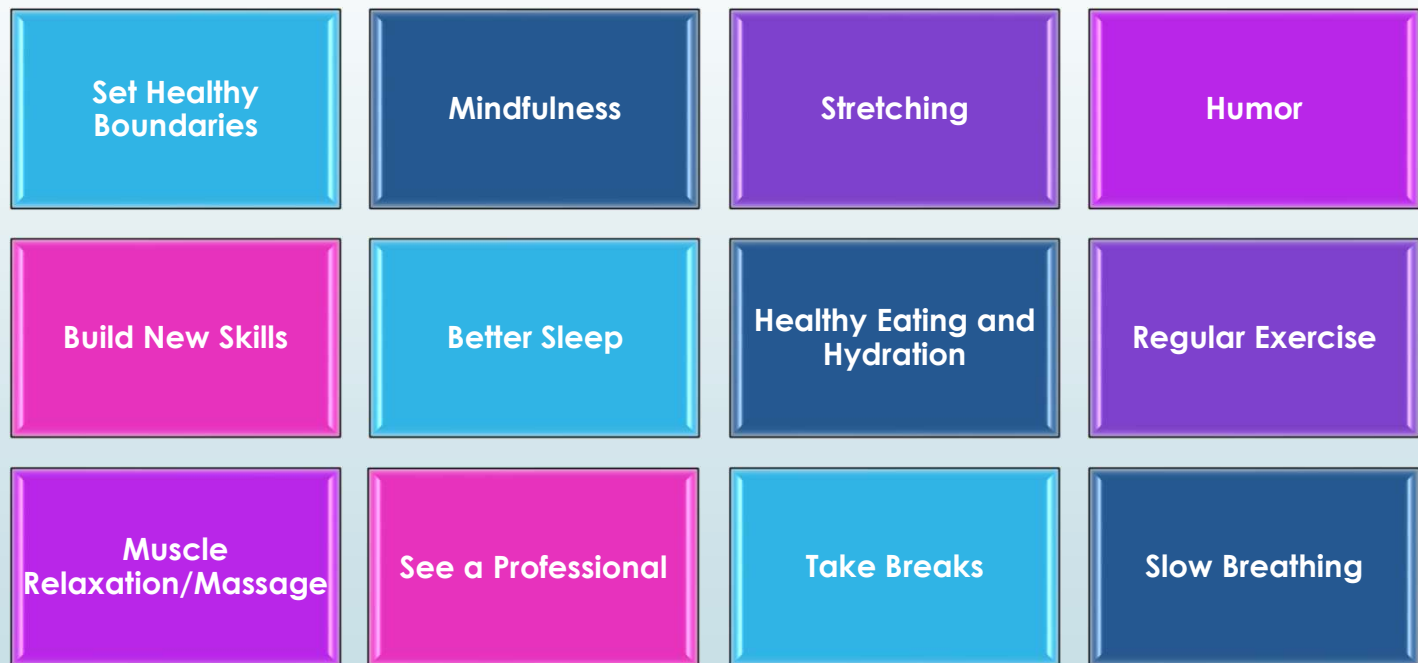 Set Healthy
Boundaries
Mindfulness
Stretching
Humor
Build New Skills
Better Sleep
Healthy Eating and
Hydration
Regular Exercise
Muscle
Relaxation/Massage
See a Professional
Take Breaks
Slow Breathing